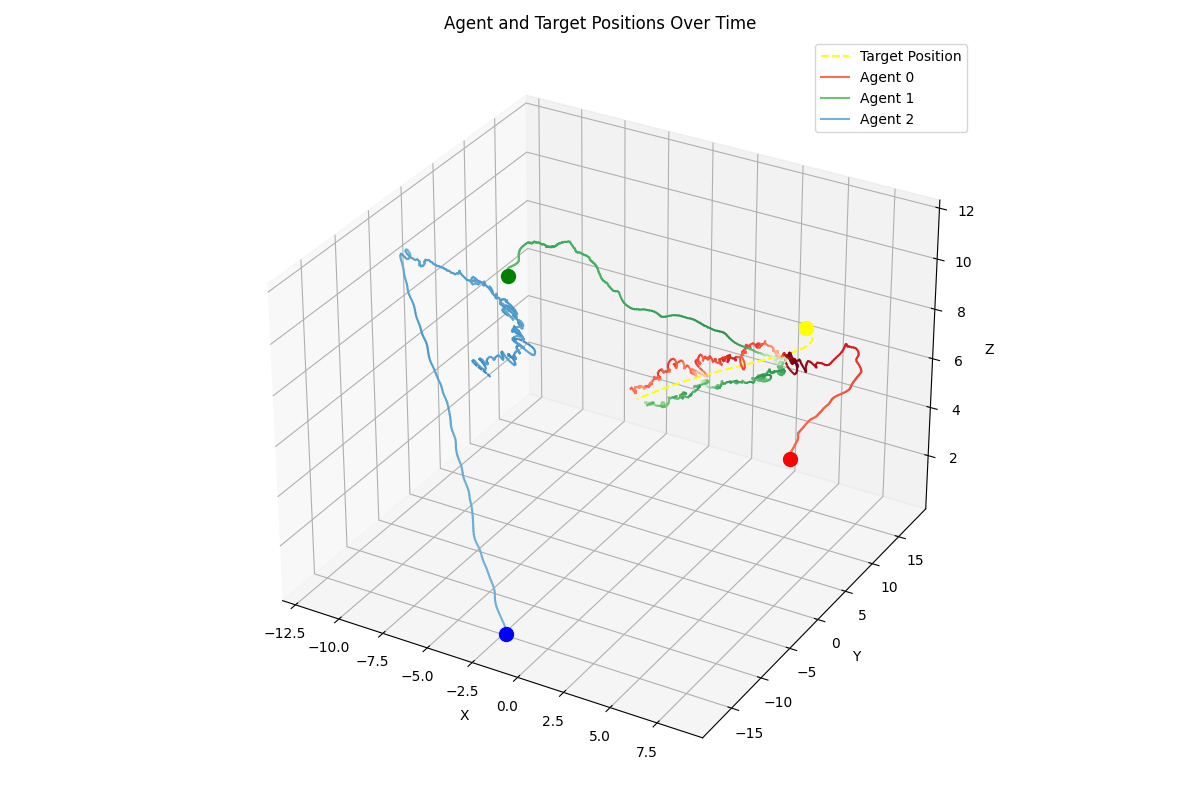 Agent and Target Positions Over Time
Target Position
Agent 0
Agent 1
Agent 2
12
10
8
6
4
2
Z
15
10
5
0
−5
−10
−15
Y
−12.5
−10.0
−7.5
−5.0
−2.5
0.0
2.5
5.0
7.5
X